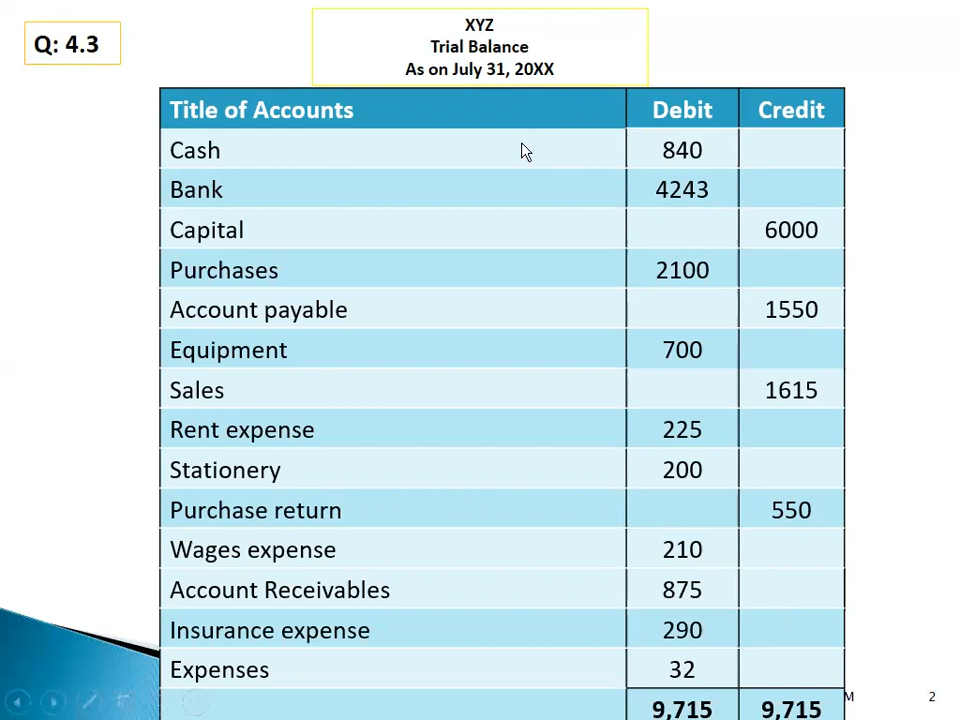 Q: 4.3
XYZ
Trial Balance
As on July 31, 20XX
Title of Accounts Debit Credit
Cash 840
Bank 4243
Capital 6000
Purchases 2100
Account payable 1550
Equipment 700
Sales 1615
Rent expense 225
Stationery 200
Purchase return 550
Wages expense 210
Account Receivables 875
Insurance expense 290
Expenses 32
9,715 9,715
M 2